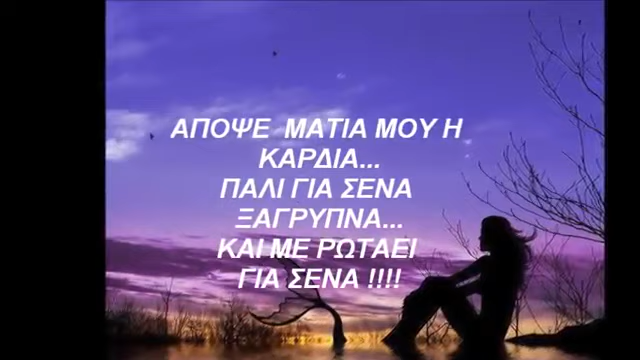 ΑΠΟΨΕ ΜΑΤΙΑ ΜΟΥ Η
ΚΑΡΔΙΑ...
ΠΑΛΙ ΓΙΑ ΣΕΝΑ
ΞΑΓΡΥΠΝΑ...
ΚΑΙ ΜΕ ΡΩΤΑΕΙ
ΓΙΑ ΣΕΝΑ !!!!